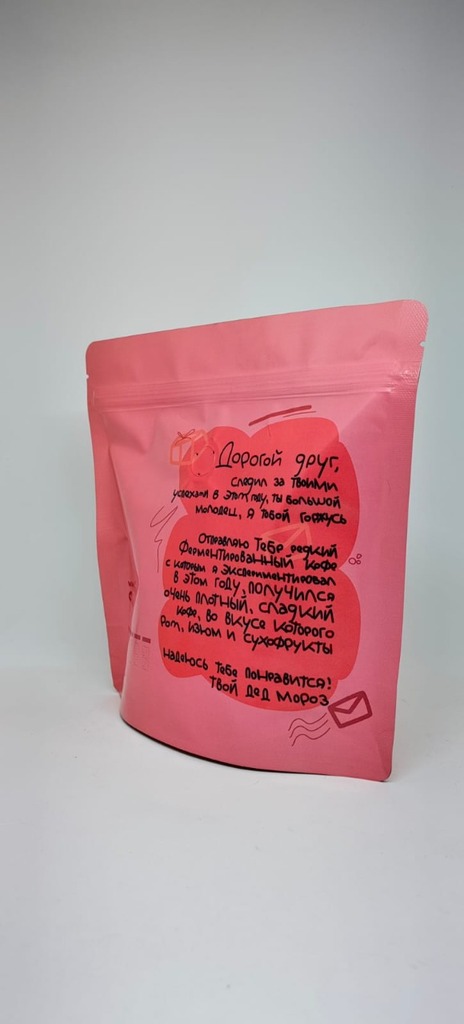 Дорогой друг,
следил за твоими
успехами в этом году, ты большой
молодец, я тобой горжусь
Отправляю тебе редкий
ферментированный кофе
с которым я экспериментировал
в этом году, получился
очень плотный, сладкий
кофе, во вкусе которого
ром, изюм и сухофрукты
Надеюсь тебе понравится!
Твой Дед Мороз